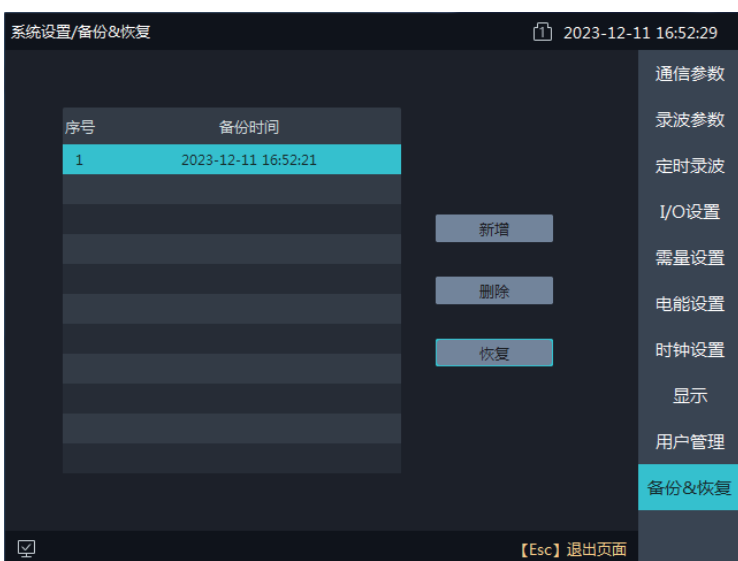 系统设置/备份&恢复
1 2023-12-11 16:52:29
序号 备份时间
1 2023-12-11 16:52:21
新增
删除
恢复
通信参数
录波参数
定时录波
I/O设置
需量设置
电能设置
时钟设置
显示
用户管理
备份&恢复
【Esc】退出页面